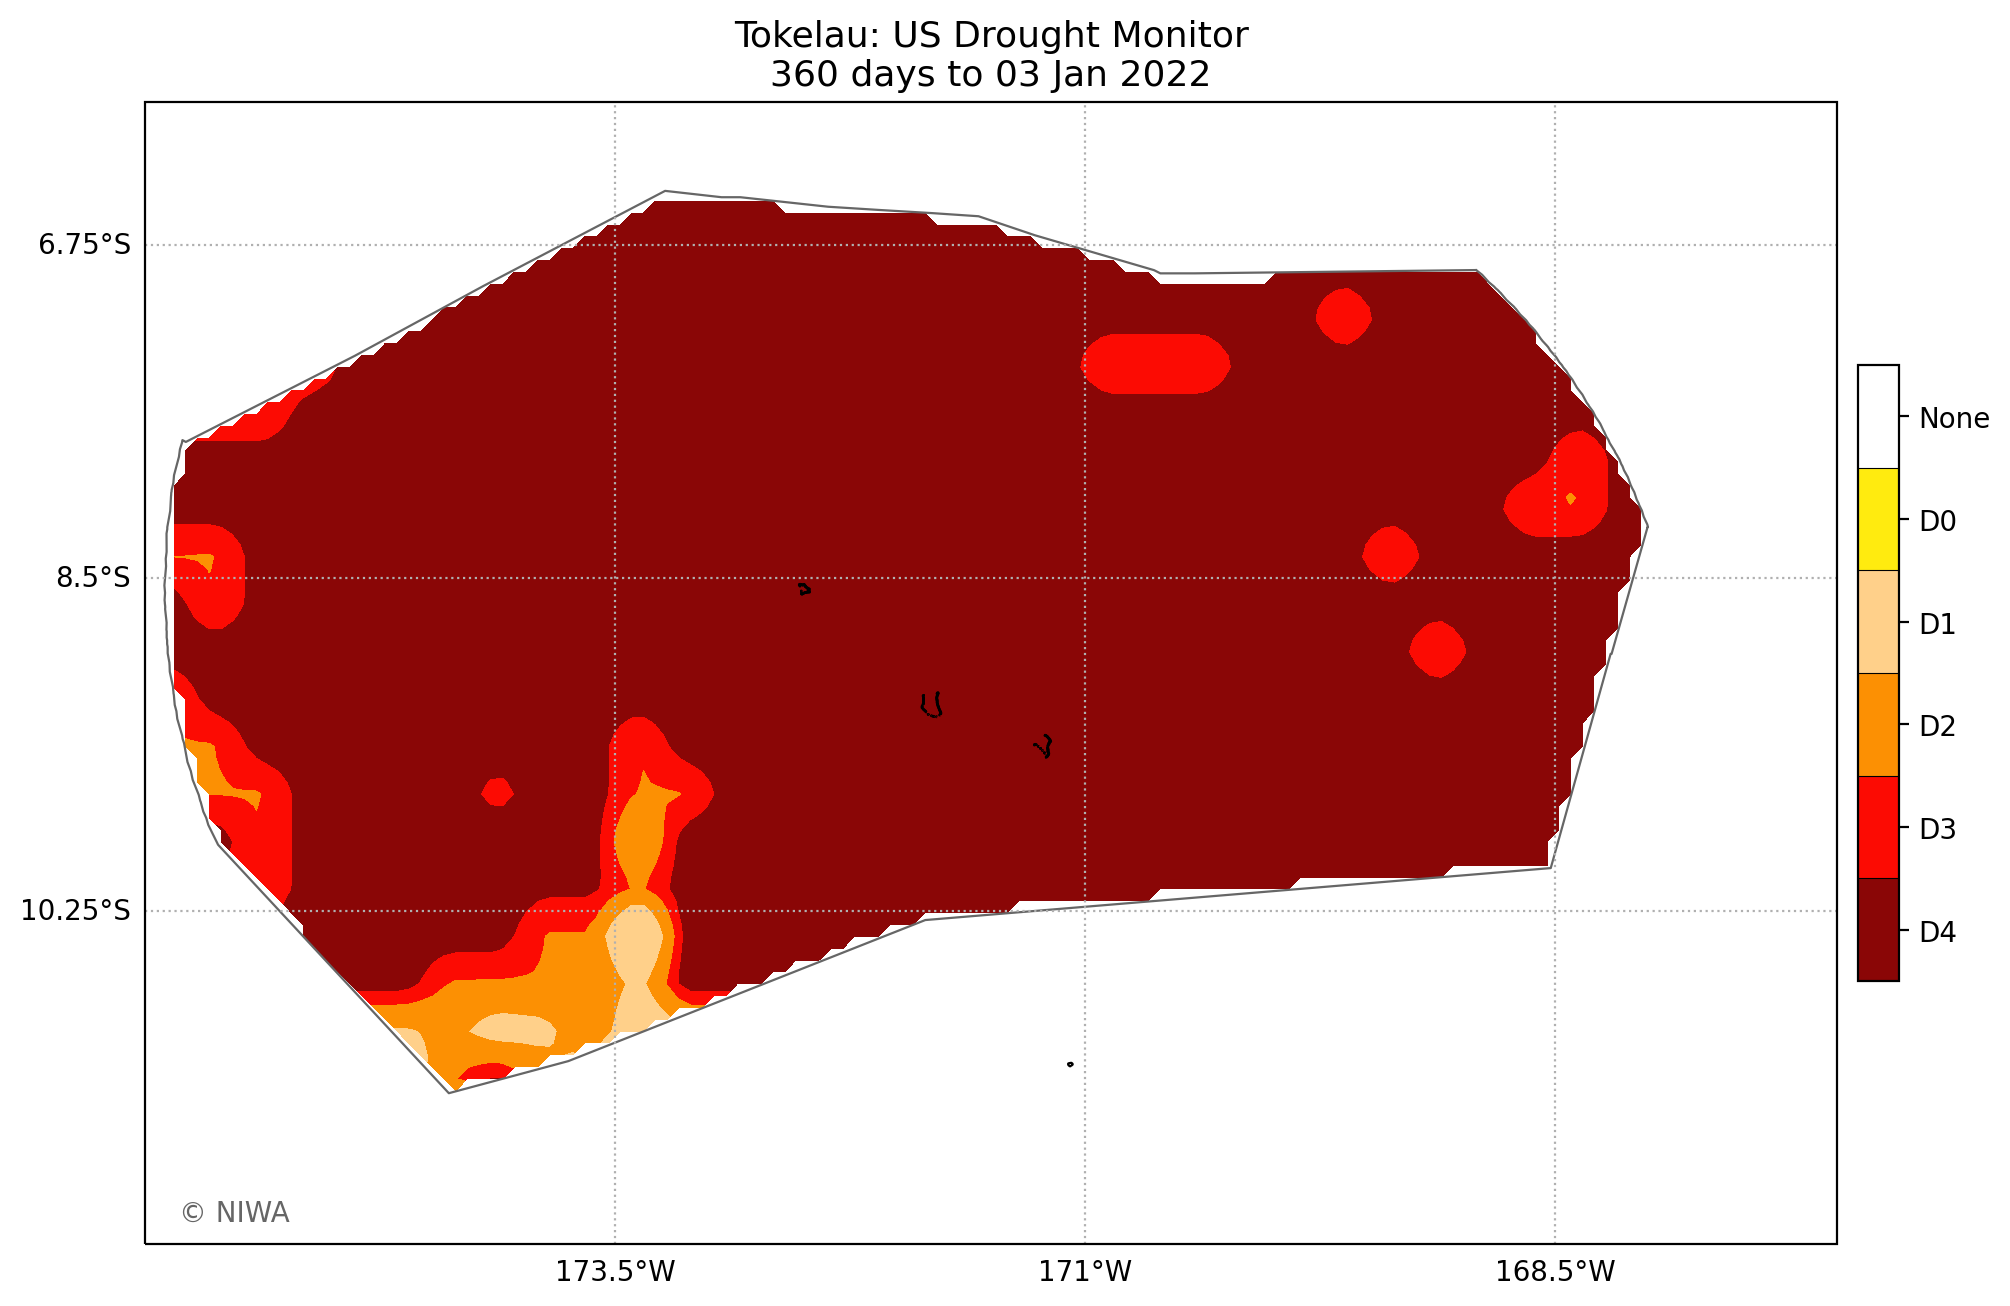 Tokelau: US Drought Monitor
360 days to 03 Jan 2022
6.75°S
8.5°S
10.25°S
173.5°W
171°W
168.5°W
None
D0
D1
D2
D3
D4
© NIWA